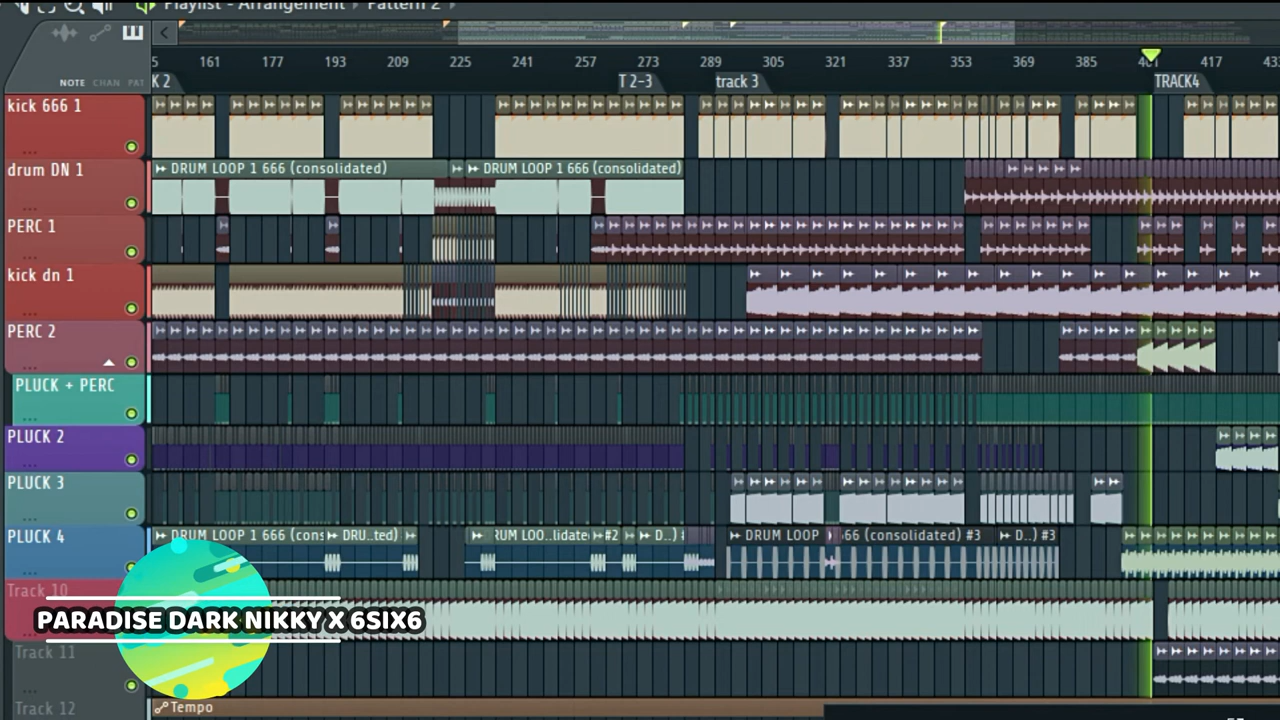 Playlist - Arrangement › Pattern 2 ›
161 177 193 209 225 241 257 273 289 305 321 337 353 369 385 401 417
NOTE CHAN PAT
K 2 T 2-3 track 3 TRACK4
kick 666 1
drum DN 1
DRUM LOOP 1 666 (consolidated) DRUM LOOP 1 666 (consolidated)
PERC 1
kick dn 1
PERC 2
PLUCK + PERC
PLUCK 2
PLUCK 3
PLUCK 4
DRUM LOOP 1 666 (cons DRU..ted) RUM LOO..lidate #2 D..) DRUM LOOP 66 (consolidated) #3 D..) #3
Track 10
PARADISE DARK NIKKY X 6SIX6
Track 11
Track 12
Tempo